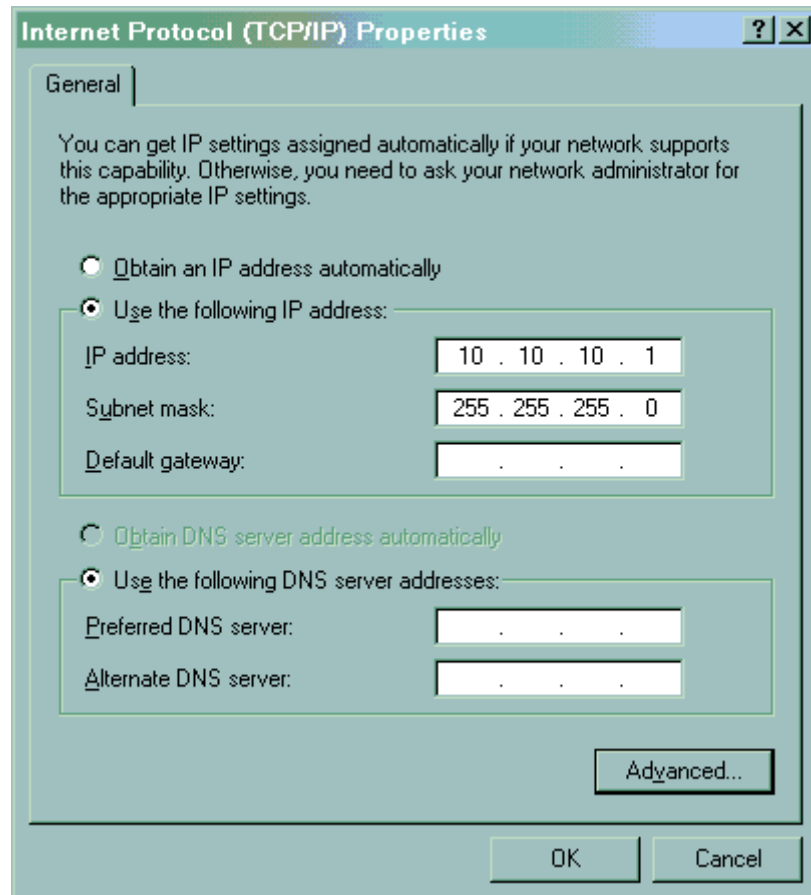 Internet Protocol (TCP/IP) Properties
General
You can get IP settings assigned automatically if your network supports
this capability. Otherwise, you need to ask your network administrator for
the appropriate IP settings.
Obtain an IP address automatically
Use the following IP address:
IP address: 10 . 10 . 10 . 1
Subnet mask: 255 . 255 . 255 . 0
Default gateway: . . .
Obtain DNS server address automatically
Use the following DNS server addresses:
Preferred DNS server: . . .
Alternate DNS server: . . .
Advanced...
OK Cancel